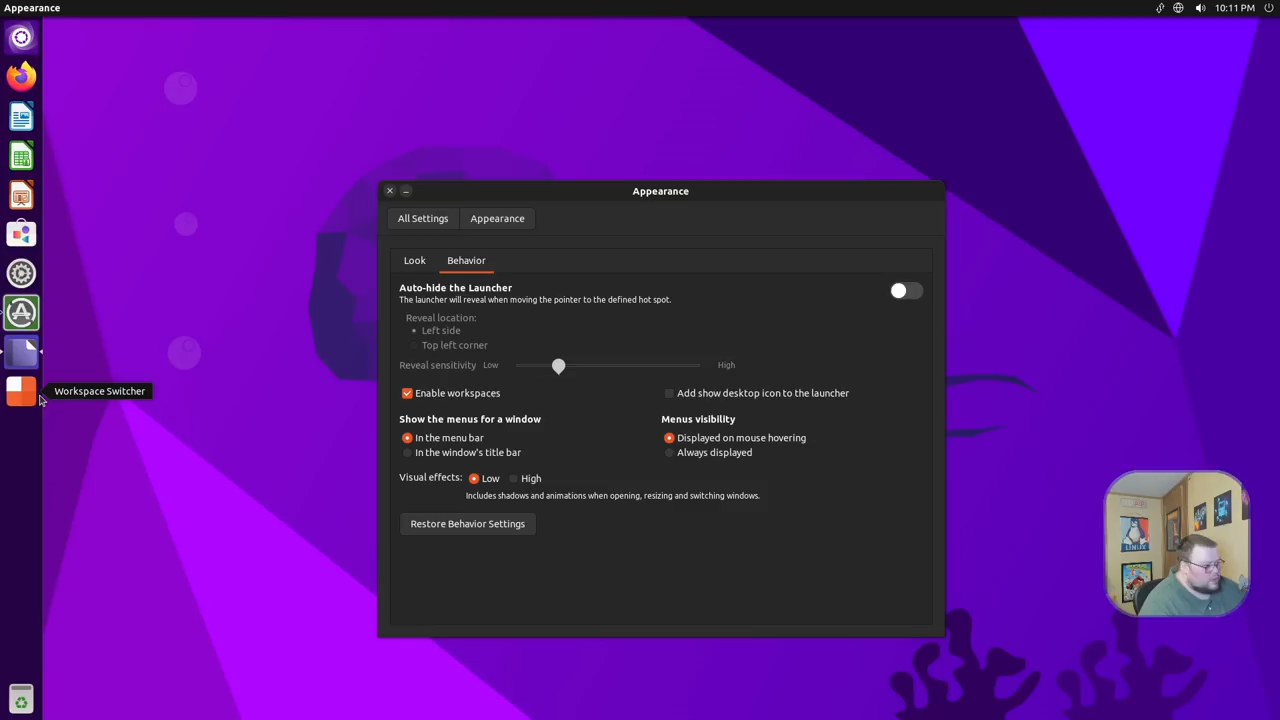 Appearance
10:11 PM
Appearance
All Settings
Appearance
Look
Behavior
Auto-hide the Launcher
The launcher will reveal when moving the pointer to the defined hot spot.
Reveal location:
Left side
Top left corner
Reveal sensitivity Low High
Enable workspaces
Add show desktop icon to the launcher
Workspace Switcher
Show the menus for a window
Menus visibility
In the menu bar
Displayed on mouse hovering
In the window's title bar
Always displayed
Visual effects: Low High
Includes shadows and animations when opening, resizing and switching windows.
Restore Behavior Settings
LINUX